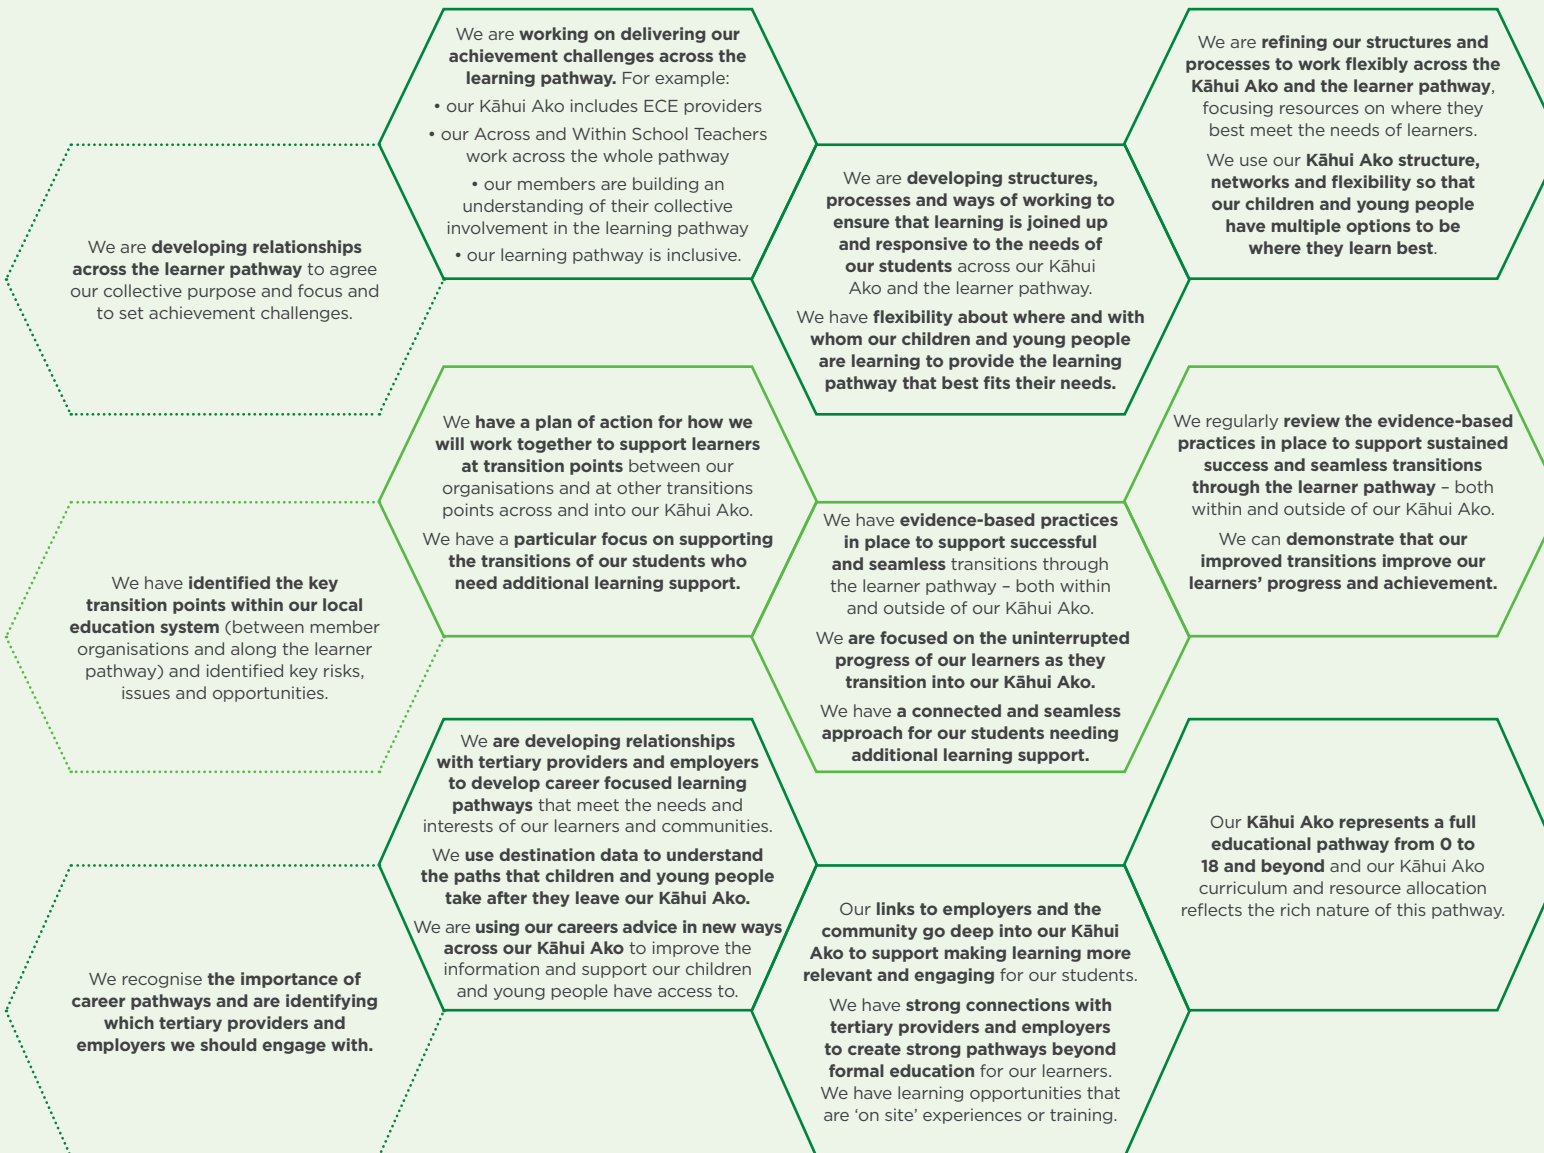 We are developing relationships
across the learner pathway to agree
our collective purpose and focus and
to set achievement challenges.
We are working on delivering our
achievement challenges across the
learning pathway. For example:
• our Kāhui Ako includes ECE providers
• our Across and Within School Teachers
work across the whole pathway
• our members are building an
understanding of their collective
involvement in the learning pathway
• our learning pathway is inclusive.
We are developing structures,
processes and ways of working to
ensure that learning is joined up
and responsive to the needs of
our students across our Kāhui
Ako and the learner pathway.
We have flexibility about where and with
whom our children and young people
are learning to provide the learning
pathway that best fits their needs.
We are refining our structures and
processes to work flexibly across the
Kāhui Ako and the learner pathway,
focusing resources on where they
best meet the needs of learners.
We use our Kāhui Ako structure,
networks and flexibility so that
our children and young people
have multiple options to be
where they learn best.
We have identified the key
transition points within our local
education system (between member
organisations and along the learner
pathway) and identified key risks,
issues and opportunities.
We have a plan of action for how we
will work together to support learners
at transition points between our
organisations and at other transitions
points across and into our Kāhui Ako.
We have a particular focus on supporting
the transitions of our students who
need additional learning support.
We have evidence-based practices
in place to support successful
and seamless transitions through
the learner pathway – both within
and outside of our Kāhui Ako.
We are focused on the uninterrupted
progress of our learners as they
transition into our Kāhui Ako.
We have a connected and seamless
approach for our students needing
additional learning support.
We regularly review the evidence-based
practices in place to support sustained
success and seamless transitions
through the learner pathway – both
within and outside of our Kāhui Ako.
We can demonstrate that our
improved transitions improve our
learners' progress and achievement.
We recognise the importance of
career pathways and are identifying
which tertiary providers and
employers we should engage with.
We are developing relationships
with tertiary providers and employers
to develop career focused learning
pathways that meet the needs and
interests of our learners and communities.
We use destination data to understand
the paths that children and young people
take after they leave our Kāhui Ako.
We are using our careers advice in new ways
across our Kāhui Ako to improve the
information and support our children
and young people have access to.
Our links to employers and the
community go deep into our Kāhui
Ako to support making learning more
relevant and engaging for our students.
We have strong connections with
tertiary providers and employers
to create strong pathways beyond
formal education for our learners.
We have learning opportunities that
are 'on site' experiences or training.
Our Kāhui Ako represents a full
educational pathway from 0 to
18 and beyond and our Kāhui Ako
curriculum and resource allocation
reflects the rich nature of this pathway.